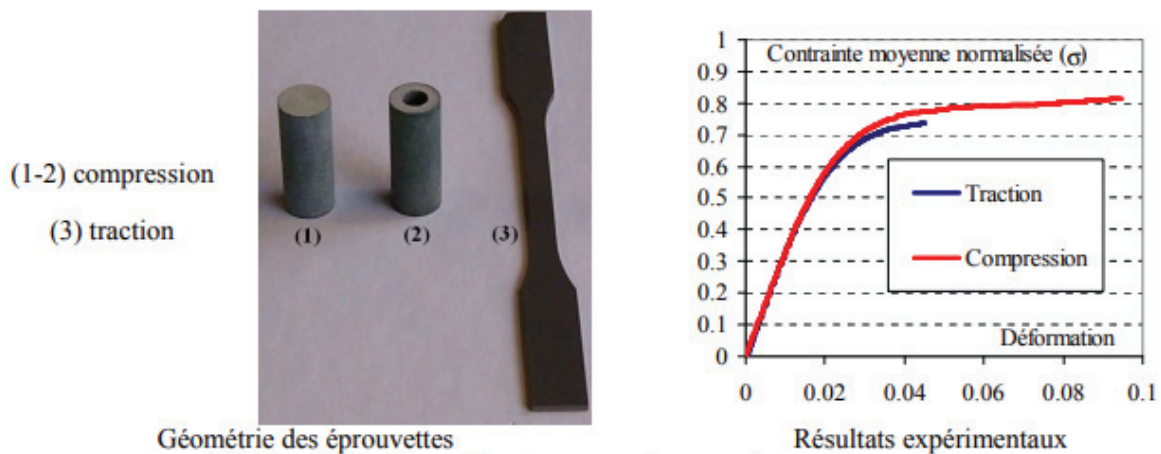 (1-2) compression
(3) traction
(1)
(2)
(3)
Géométrie des éprouvettes
1
0.9
0.8
0.7
0.6
0.5
0.4
0.3
0.2
0.1
0
Contrainte moyenne normalisée (σ)
Traction
Compression
Déformation
0 0.02 0.04 0.06 0.08 0.1
Résultats expérimentaux